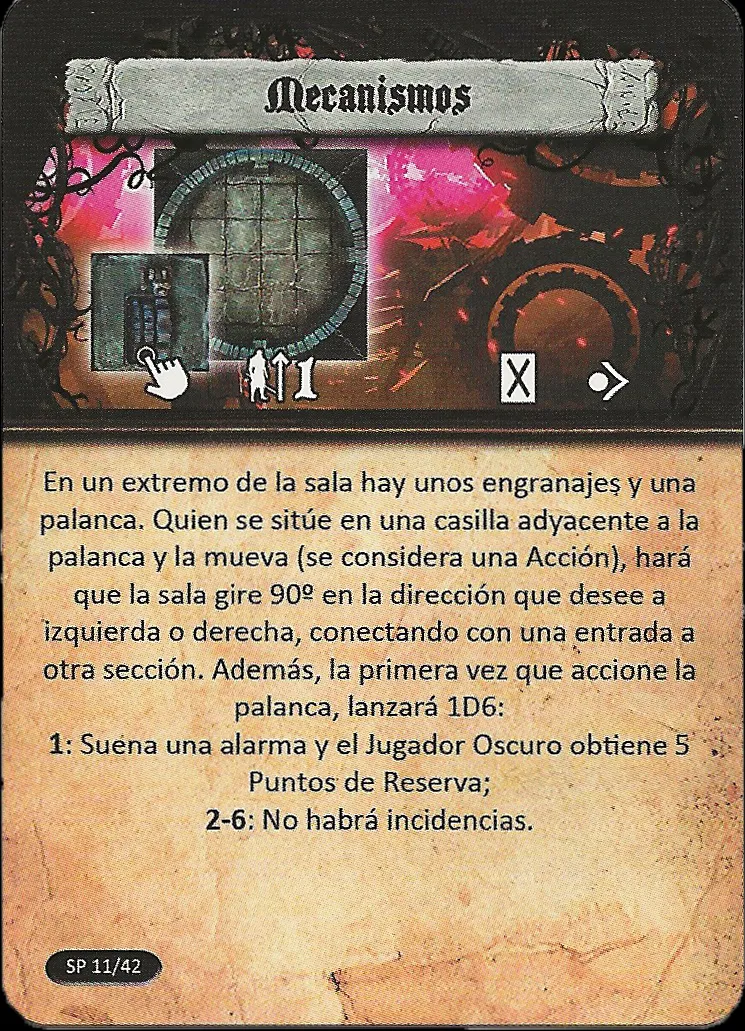 Mecanismos
1
X
En un extremo de la sala hay unos engranajes y una
palanca. Quien se sitúe en una casilla adyacente a la
palanca y la mueva (se considera una Acción), hará
que la sala gire 90º en la dirección que desee a
izquierda o derecha, conectando con una entrada a
otra sección. Además, la primera vez que accione la
palanca, lanzará 1D6:
1: Suena una alarma y el Jugador Oscuro obtiene 5
Puntos de Reserva;
2-6: No habrá incidencias.
SP 11/42